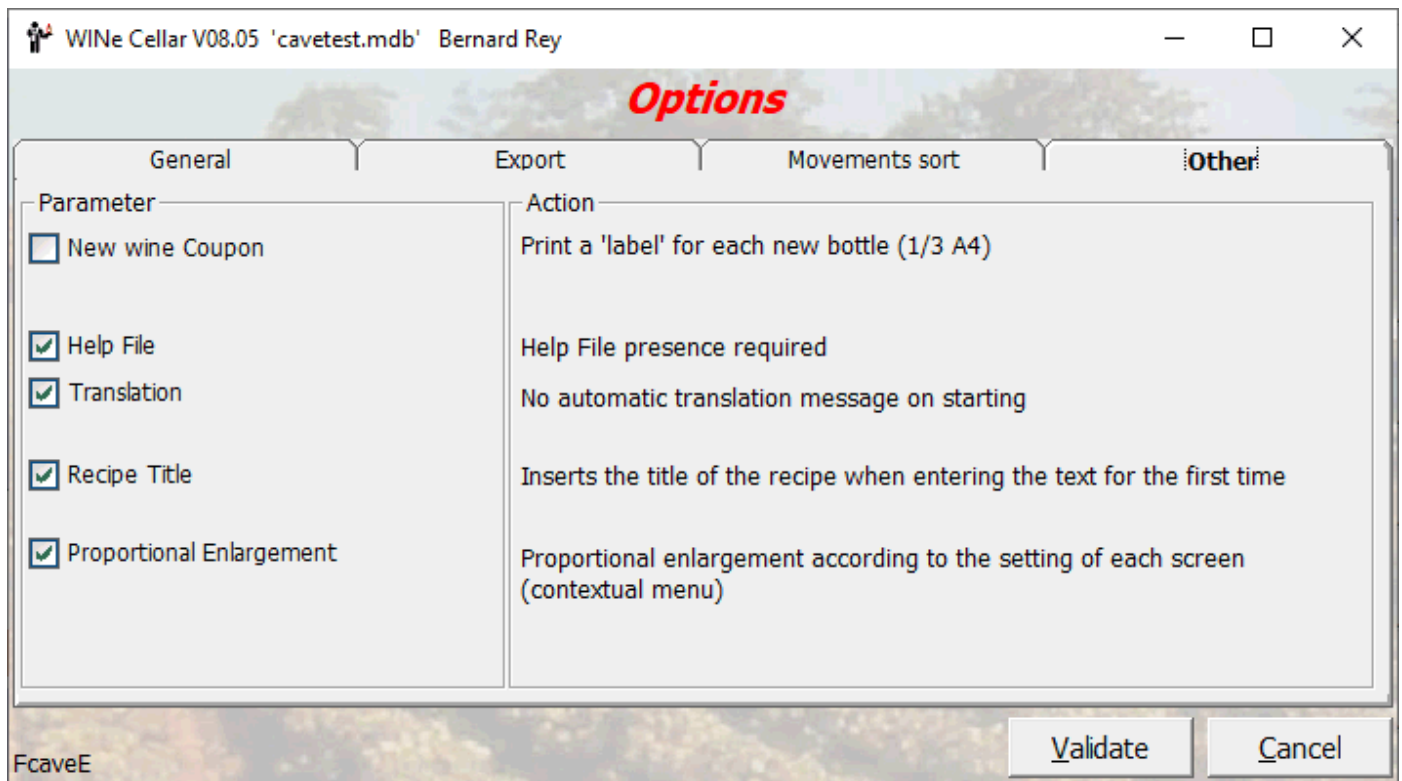 WINe Cellar V08.05 'cavetest.mdb' Bernard Rey
Options
General Export Movements sort Other
Parameter Action
New wine Coupon Print a 'label' for each new bottle (1/3 A4)
Help File Help File presence required
Translation No automatic translation message on starting
Recipe Title Inserts the title of the recipe when entering the text for the first time
Proportional Enlargement Proportional enlargement according to the setting of each screen
(contextual menu)
Validate Cancel
FcaveE